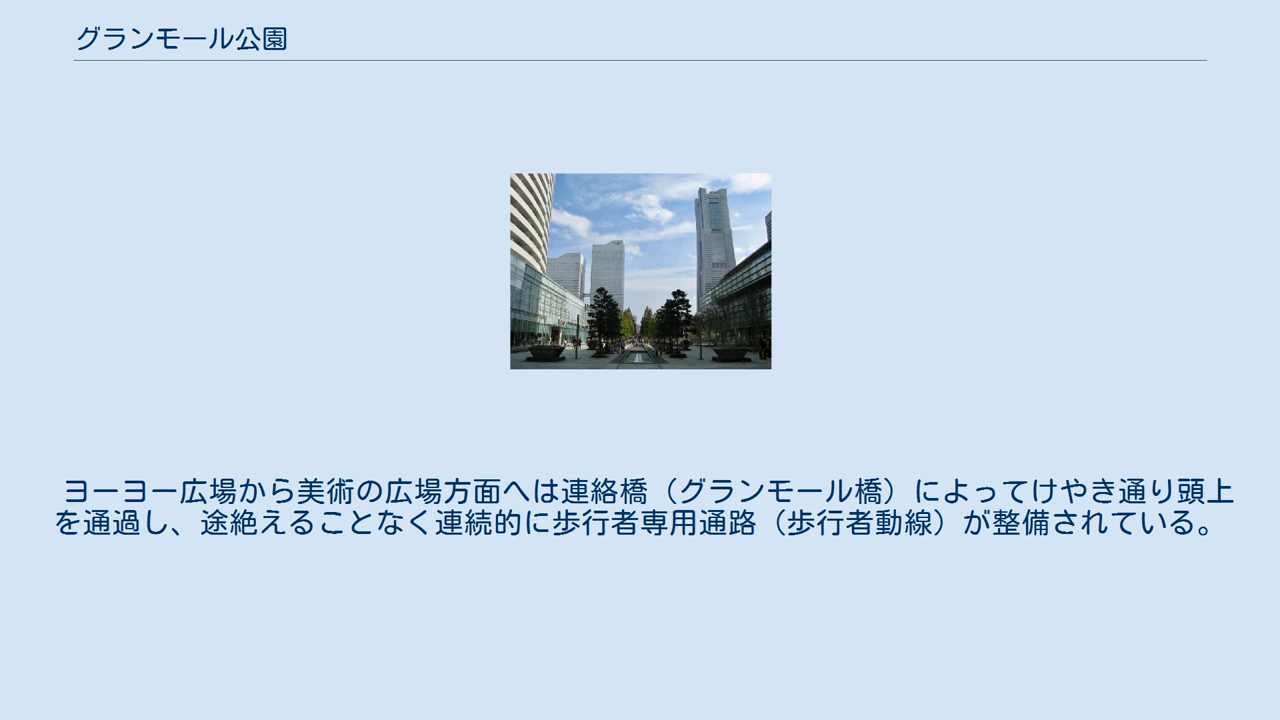 グランモール公園
ヨーヨー広場から美術の広場方面へは連絡橋（グランモール橋）によってけやき通り頭上
を通過し、途絶えることなく連続的に歩行者専用通路（歩行者動線）が整備されている。